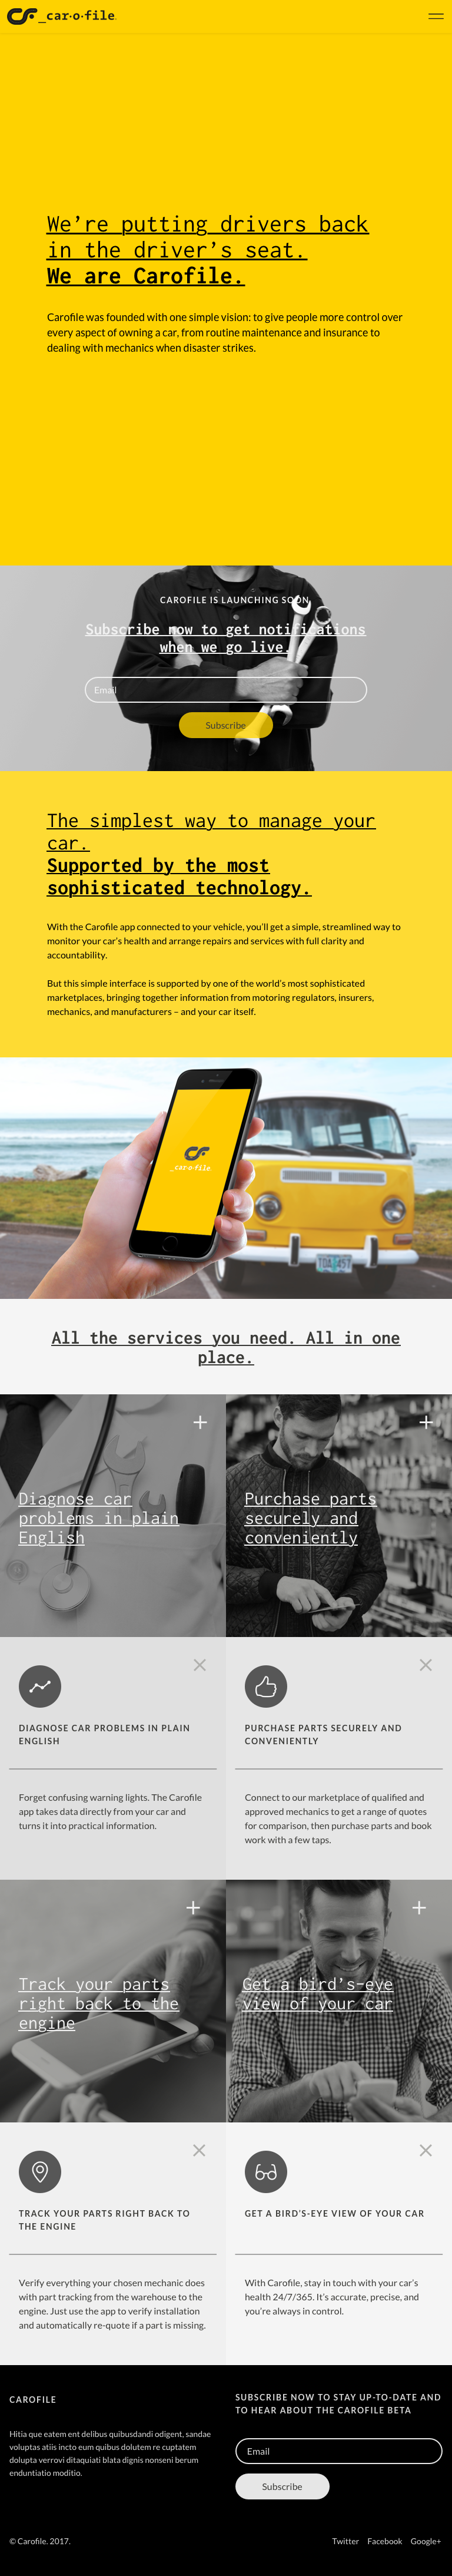 _car·o·file.
We're putting drivers back
in the driver's seat.
We are Carofile.
Carofile was founded with one simple vision: to give people more control over
every aspect of owning a car, from routine maintenance and insurance to
dealing with mechanics when disaster strikes.
CAROFILE IS LAUNCHING SOON
Subscribe now to get notifications
when we go live.
Email
Subscribe
The simplest way to manage your
car.
Supported by the most
sophisticated technology.
With the Carofile app connected to your vehicle, you'll get a simple, streamlined way to
monitor your car's health and arrange repairs and services with full clarity and
accountability.
But this simple interface is supported by one of the world's most sophisticated
marketplaces, bringing together information from motoring regulators, insurers,
mechanics, and manufacturers – and your car itself.
_car·o·file
All the services you need. All in one
place.
Diagnose car
problems in plain
English
Purchase parts
securely and
conveniently
DIAGNOSE CAR PROBLEMS IN PLAIN
ENGLISH
Forget confusing warning lights. The Carofile
app takes data directly from your car and
turns it into practical information.
PURCHASE PARTS SECURELY AND
CONVENIENTLY
Connect to our marketplace of qualified and
approved mechanics to get a range of quotes
for comparison, then purchase parts and book
work with a few taps.
Track your parts
right back to the
engine
Get a bird's-eye
view of your car
TRACK YOUR PARTS RIGHT BACK TO
THE ENGINE
Verify everything your chosen mechanic does
with part tracking from the warehouse to the
engine. Just use the app to verify installation
and automatically re-quote if a part is missing.
GET A BIRD'S-EYE VIEW OF YOUR CAR
With Carofile, stay in touch with your car's
health 24/7/365. It's accurate, precise, and
you're always in control.
CAROFILE
Hitia que eatem ent delibus quibusdandi odigent, sandae
voluptas atiis incto eum quibus dolutem re cuptatem
dolupta verrovi ditaquiati blata dignis nonseni berum
enduntiatio moditio.
SUBSCRIBE NOW TO STAY UP-TO-DATE AND
TO HEAR ABOUT THE CAROFILE BETA
Email
Subscribe
© Carofile. 2017.
Twitter Facebook Google+